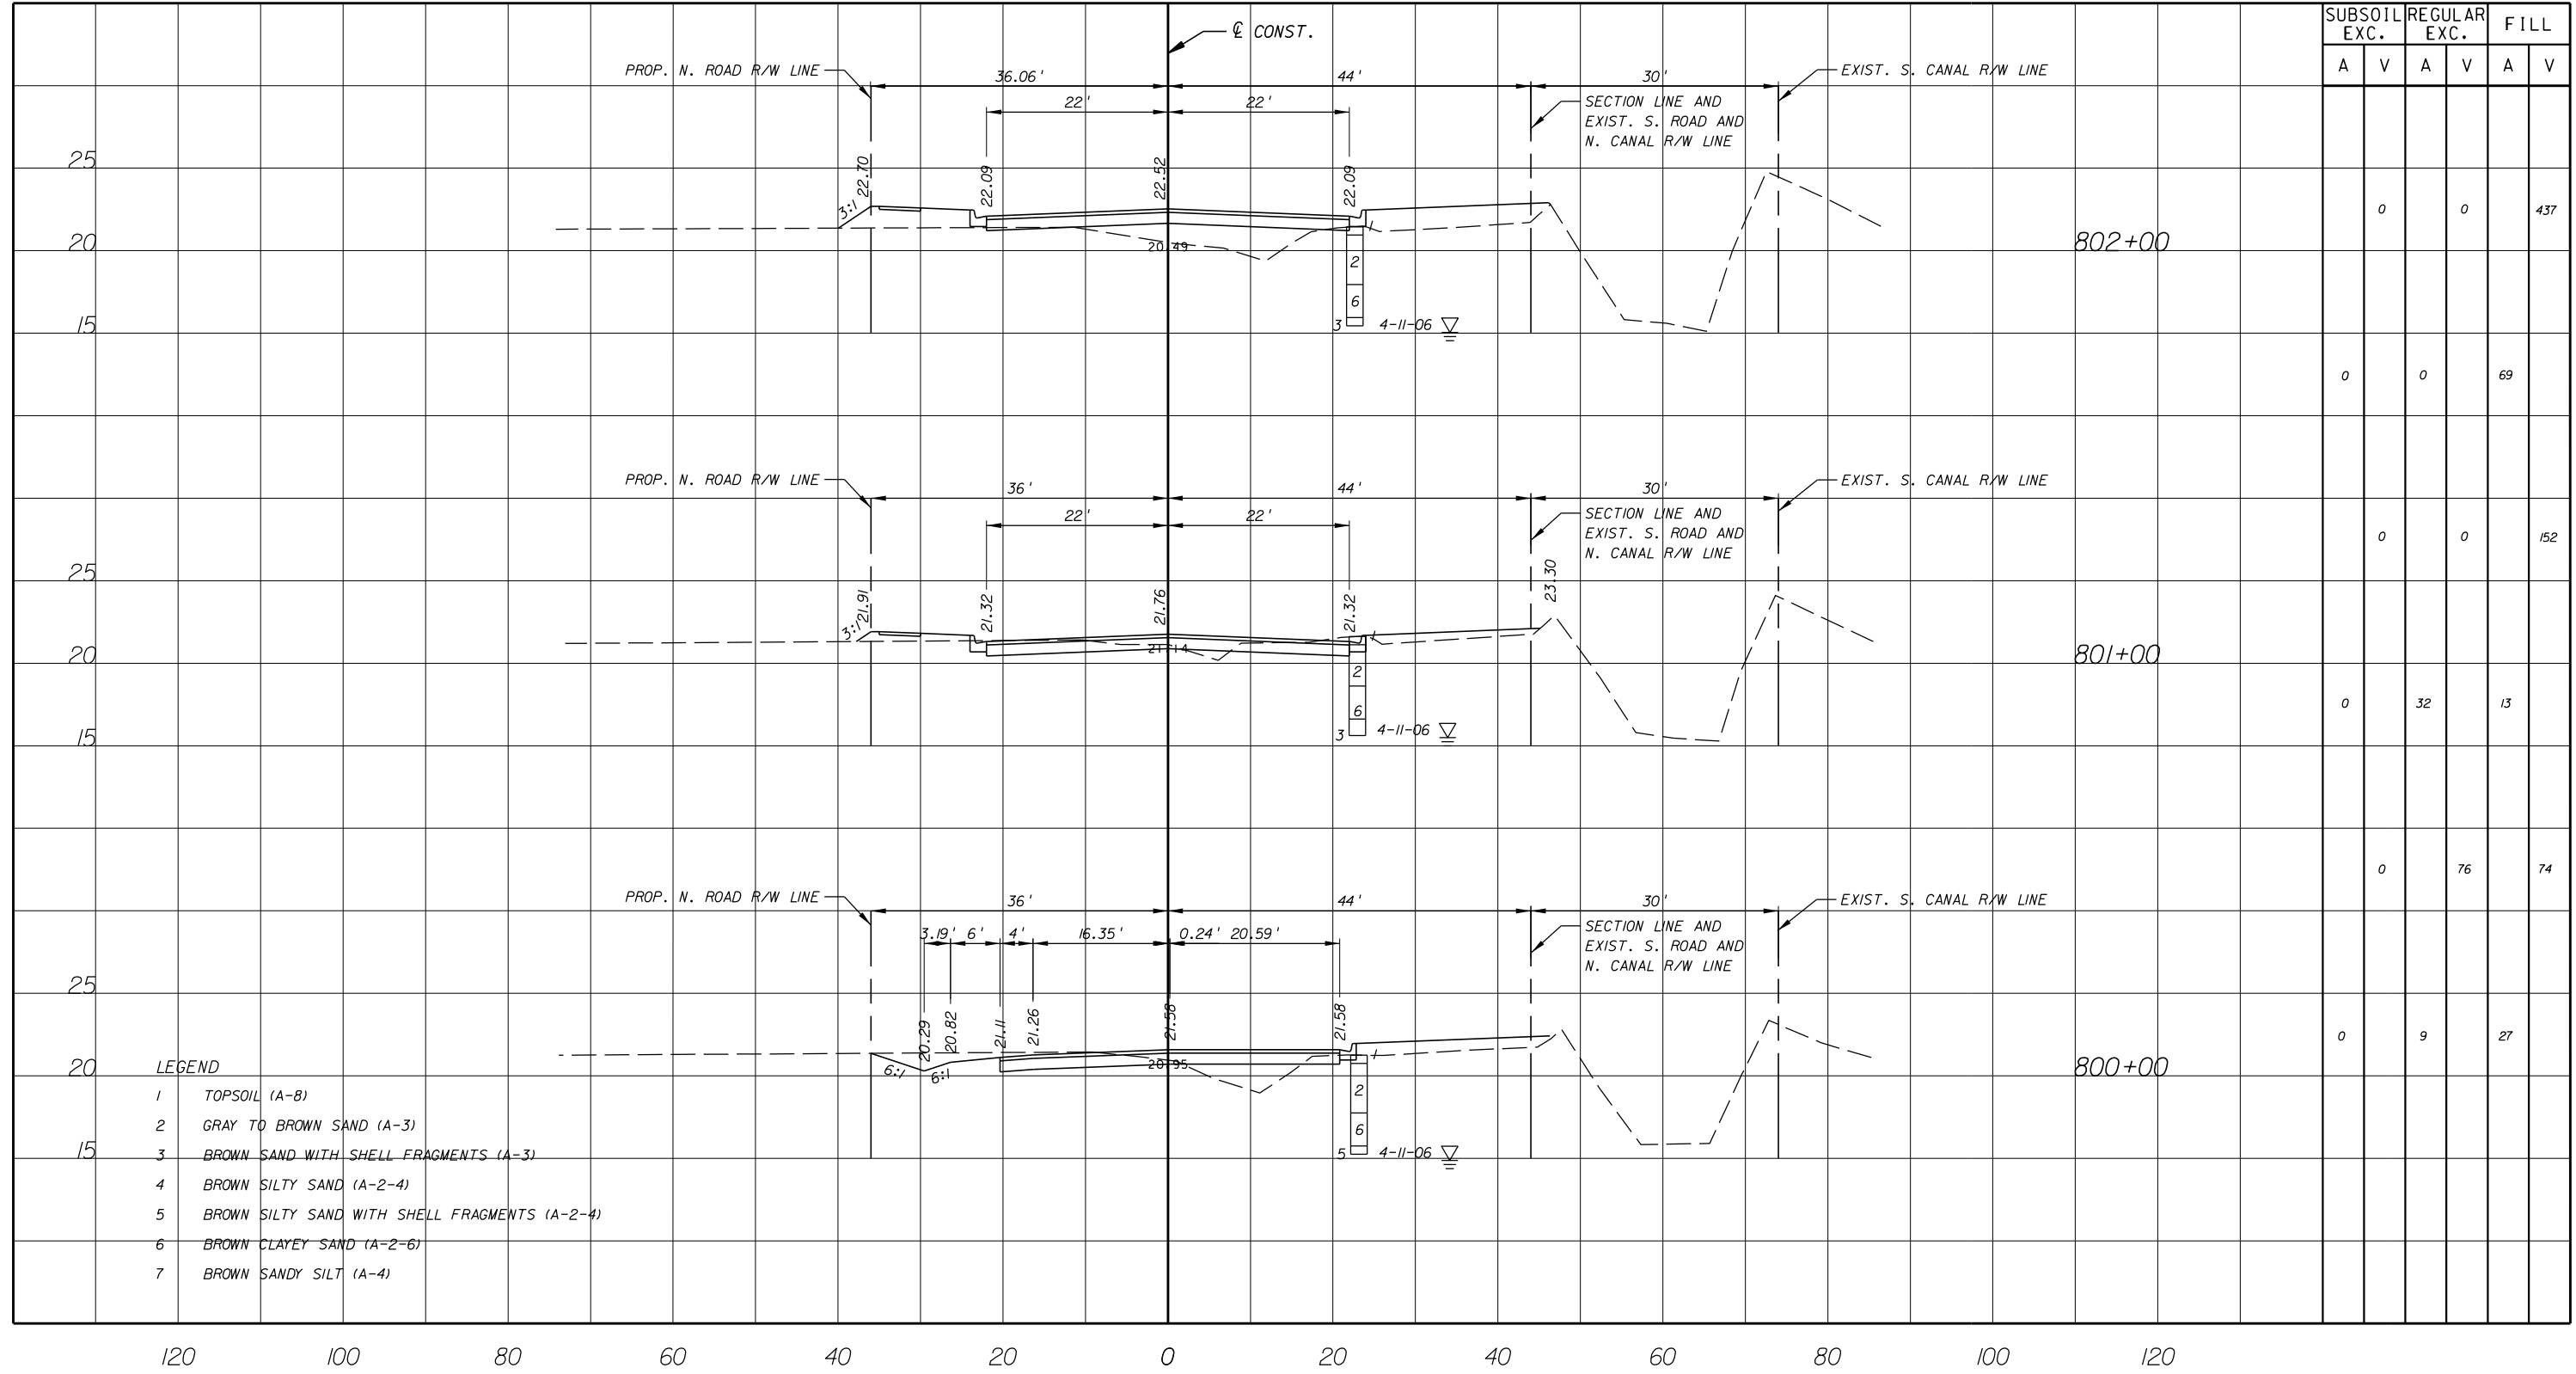 SUBSOIL EXC.
REGULAR EXC.
FILL
A V A V A V
℄ CONST.
PROP. N. ROAD R/W LINE
36.06'
44'
30'
EXIST. S. CANAL R/W LINE
22'
22'
SECTION LINE AND
EXIST. S. ROAD AND
N. CANAL R/W LINE
25
20
15
3:1
22.70
22.09
22.52
22.09
20.49
1
2
6
3
4-11-06
802+00
0 0 437
0 0 69
PROP. N. ROAD R/W LINE
36'
44'
30'
EXIST. S. CANAL R/W LINE
22'
22'
SECTION LINE AND
EXIST. S. ROAD AND
N. CANAL R/W LINE
0 0 152
25
20
15
3:1
21.91
21.32
21.76
21.32
23.30
21.14
1
2
6
3
4-11-06
801+00
0 32 13
0 76 74
PROP. N. ROAD R/W LINE
36'
44'
30'
EXIST. S. CANAL R/W LINE
3.19' 6' 4' 16.35' 0.24' 20.59'
SECTION LINE AND
EXIST. S. ROAD AND
N. CANAL R/W LINE
25
20
15
20.29
20.82
21.11
21.26
21.58
21.58
6:1
6:1
20.95
1
2
6
5
4-11-06
800+00
0 9 27
LEGEND
1 TOPSOIL (A-8)
2 GRAY TO BROWN SAND (A-3)
3 BROWN SAND WITH SHELL FRAGMENTS (A-3)
4 BROWN SILTY SAND (A-2-4)
5 BROWN SILTY SAND WITH SHELL FRAGMENTS (A-2-4)
6 BROWN CLAYEY SAND (A-2-6)
7 BROWN SANDY SILT (A-4)
120 100 80 60 40 20 0 20 40 60 80 100 120